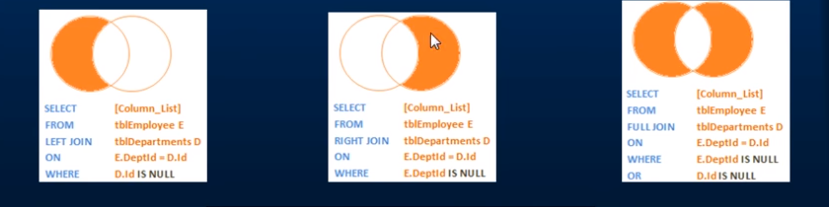 SELECT [Column_List]
FROM tblEmployee E
LEFT JOIN tblDepartments D
ON E.DeptId = D.Id
WHERE D.Id IS NULL
SELECT [Column_List]
FROM tblEmployee E
RIGHT JOIN tblDepartments D
ON E.DeptId = D.Id
WHERE E.DeptId IS NULL
SELECT [Column_List]
FROM tblEmployee E
FULL JOIN tblDepartments D
ON E.DeptId = D.Id
WHERE E.DeptId IS NULL
OR D.Id IS NULL